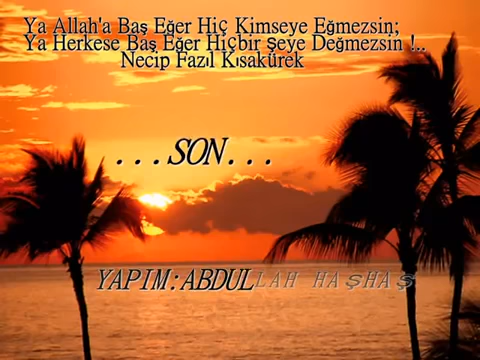 Ya Allah'a Baş Eğer Hiç Kimseye Eğmezsin;
Ya Herkese Baş Eğer Hiçbir Şeye Değmezsin !..
Necip Fazıl Kısakürek
...SON...
YAPIM:ABDULLAH HAŞHAŞ